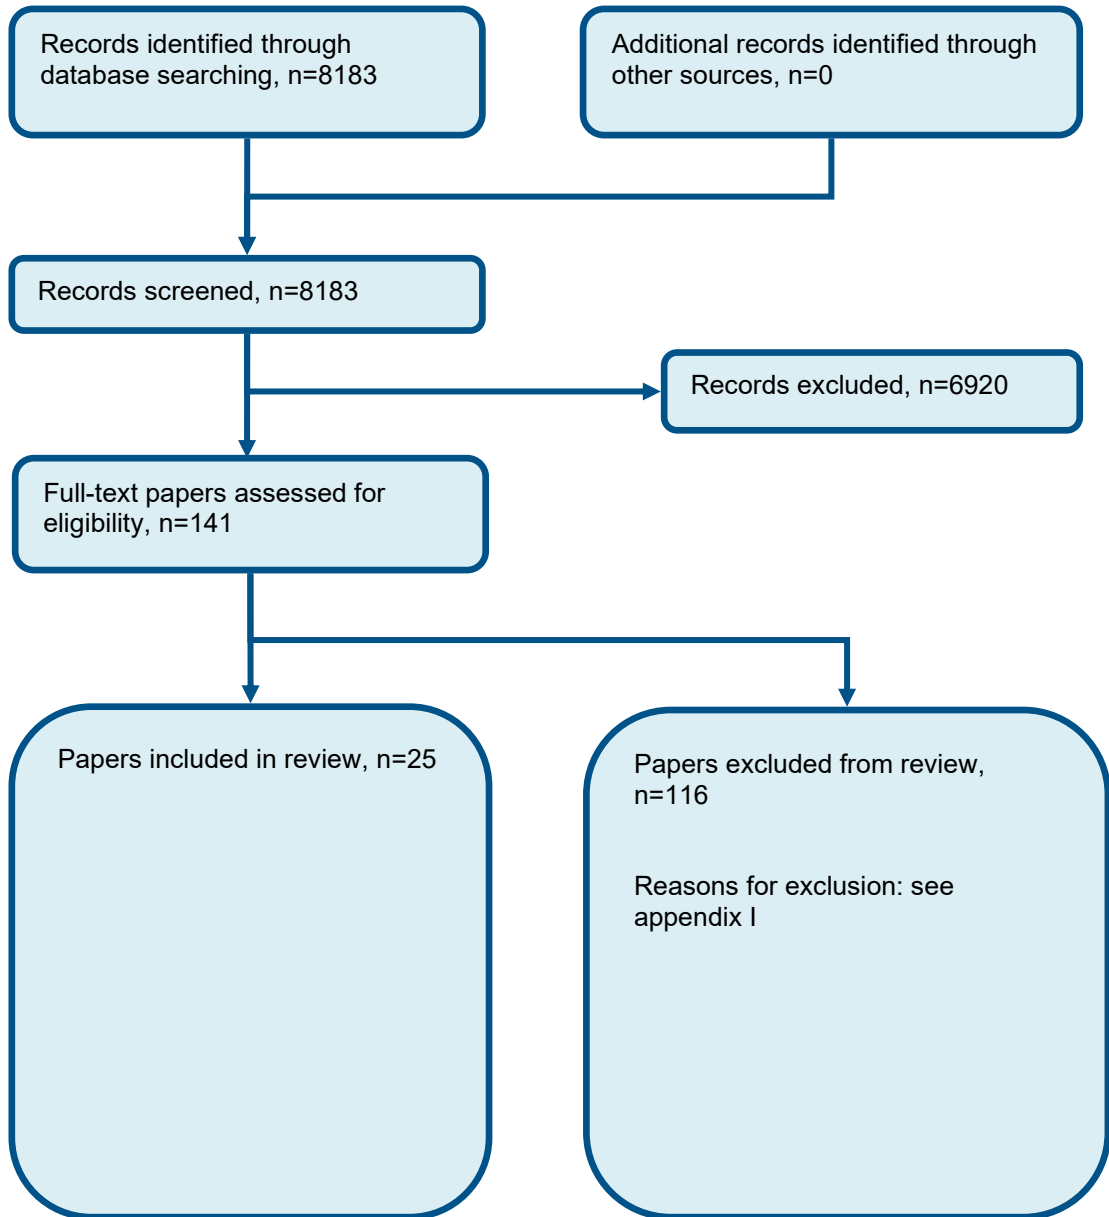 Records identified through
database searching, n=8183
Additional records identified through
other sources, n=0
Records screened, n=8183
Records excluded, n=6920
Full-text papers assessed for
eligibility, n=141
Papers included in review, n=25
Papers excluded from review,
n=116
Reasons for exclusion: see
appendix I